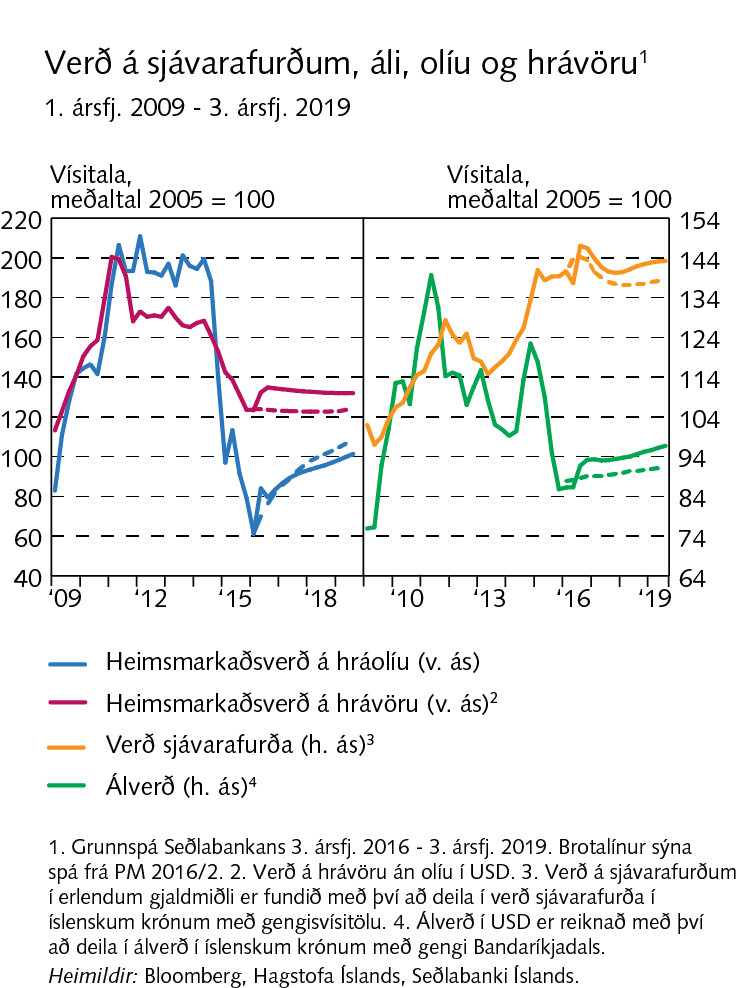 Verð á sjávarafurðum, áli, olíu og hrávöru¹
1. ársfj. 2009 - 3. ársfj. 2019
Vísitala,
meðaltal 2005 = 100
Vísitala,
meðaltal 2005 = 100
220
200
180
160
140
120
100
80
60
40
154
144
134
124
114
104
94
84
74
64
‘09 ‘12 ‘15 ‘18
‘10 ‘13 ‘16 ‘19
Heimsmarkaðsverð á hráolíu (v. ás)
Heimsmarkaðsverð á hrávöru (v. ás)²
Verð sjávarafurða (h. ás)³
Álverð (h. ás)⁴
1. Grunnspá Seðlabankans 3. ársfj. 2016 - 3. ársfj. 2019. Brotalínur sýna
spá frá PM 2016/2. 2. Verð á hrávöru án olíu í USD. 3. Verð á sjávarafurðum
í erlendum gjaldmiðli er fundið með því að deila í verð sjávarafurða í
íslenskum krónum með gengisvísitölu. 4. Álverð í USD er reiknað með því
að deila í álverð í íslenskum krónum með gengi Bandaríkjadals.
Heimildir: Bloomberg, Hagstofa Íslands, Seðlabanki Íslands.